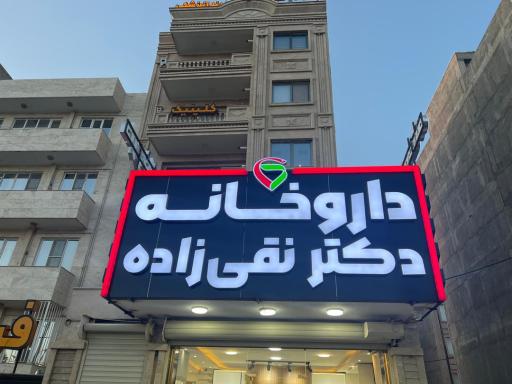 کلینیک
داروخانه
دکتر نقی‌زاده